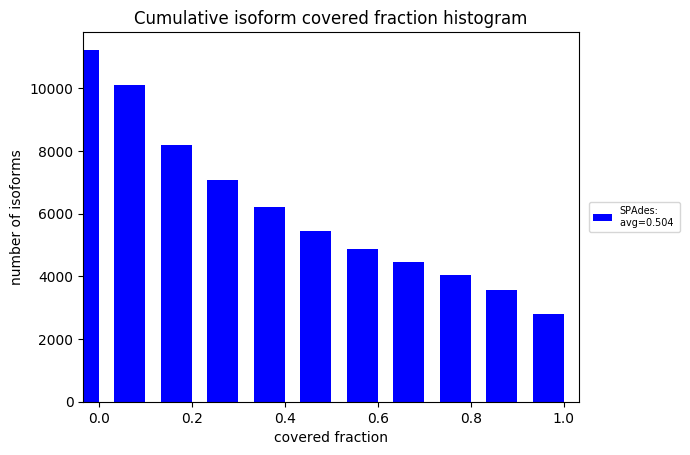 Cumulative isoform covered fraction histogram
number of isoforms
10000
8000
6000
4000
2000
0
0.0 0.2 0.4 0.6 0.8 1.0
covered fraction
SPAdes:
avg=0.504